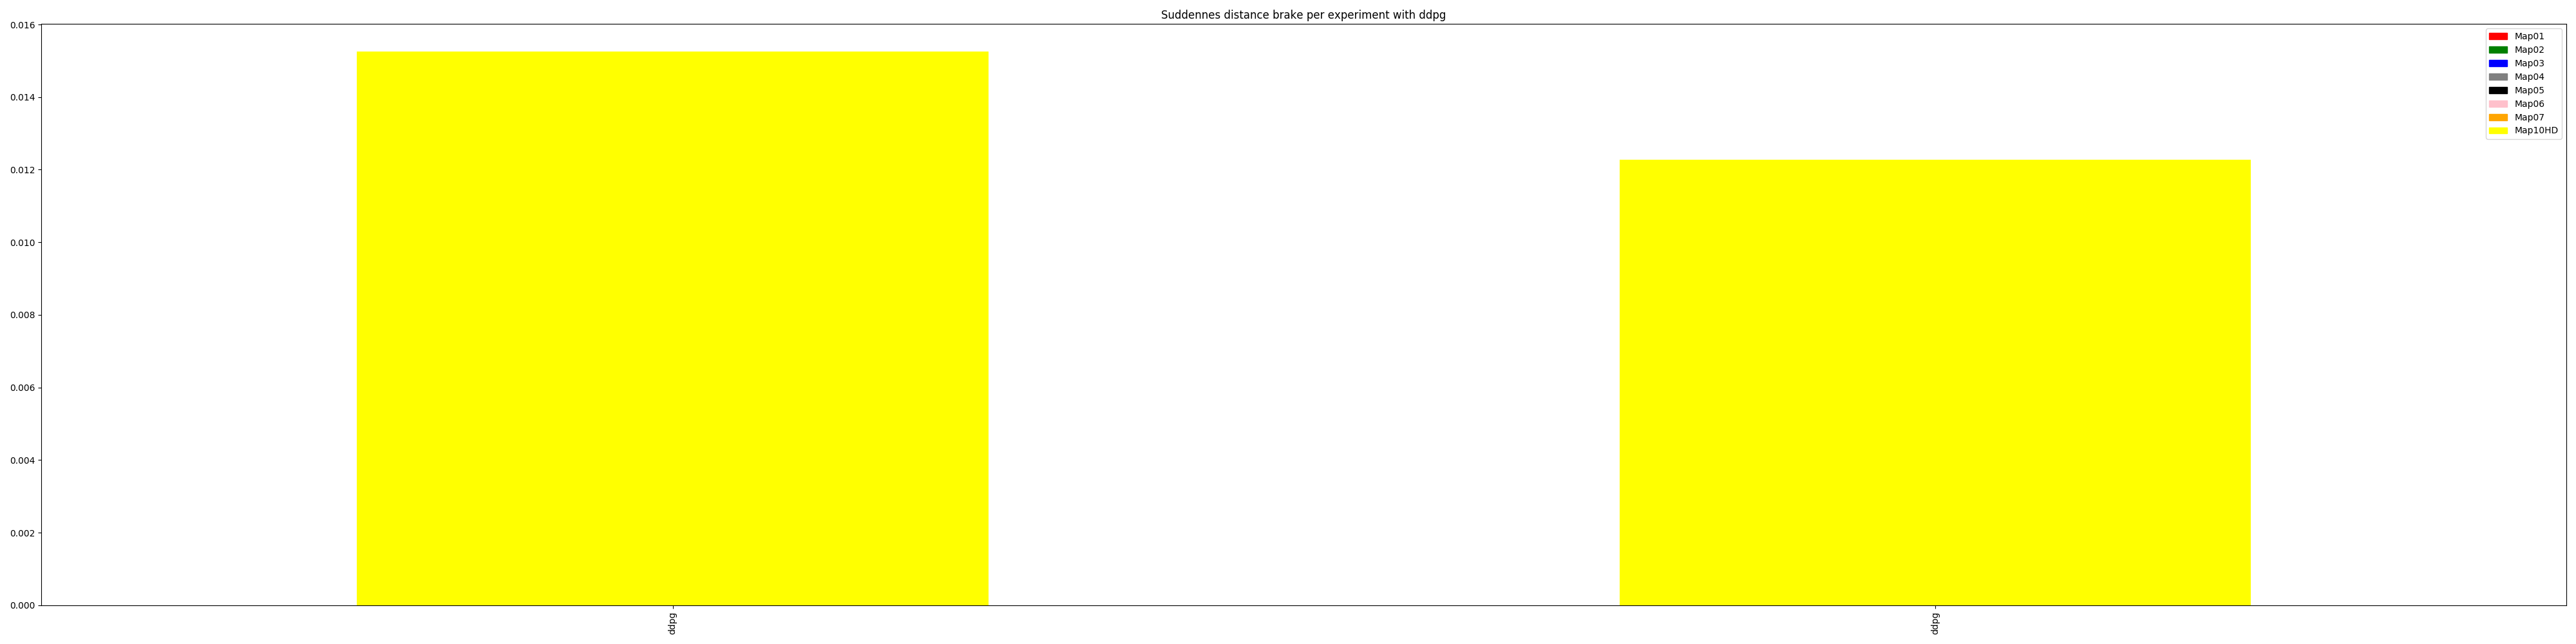 Suddennes distance brake per experiment with ddpg
0.016
0.014
0.012
0.010
0.008
0.006
0.004
0.002
0.000
Map01
Map02
Map03
Map04
Map05
Map06
Map07
Map10HD
ddpg
ddpg